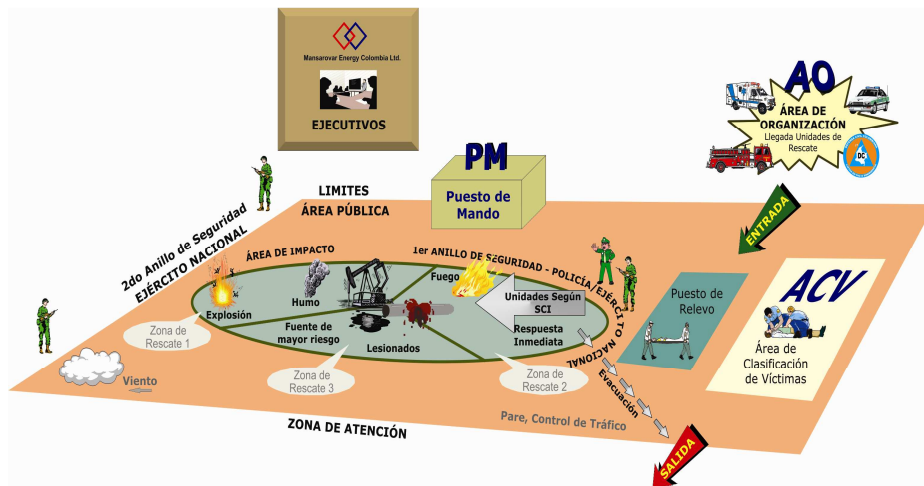 Mansarovar Energy Colombia Ltd.
EJECUTIVOS
AO
ÁREA DE
ORGANIZACIÓN
Llegada Unidades de
Rescate
DC
PM
Puesto de
Mando
LIMITES
ÁREA PÚBLICA
2do Anillo de Seguridad
EJÉRCITO NACIONAL
ENTRADA
ÁREA DE IMPACTO
1er ANILLO DE SEGURIDAD - POLICÍA/EJÉRCITO NACIONAL
Explosión
Humo
Fuego
Fuente de
mayor riesgo
Lesionados
Unidades Según
SCI
Respuesta
Inmediata
Puesto de
Relevo
ACV
Área de
Clasificación
de Víctimas
Zona de
Rescate 1
Zona de
Rescate 3
Zona de
Rescate 2
Viento
Evacuación
Pare, Control de Tráfico
ZONA DE ATENCIÓN
SALIDA